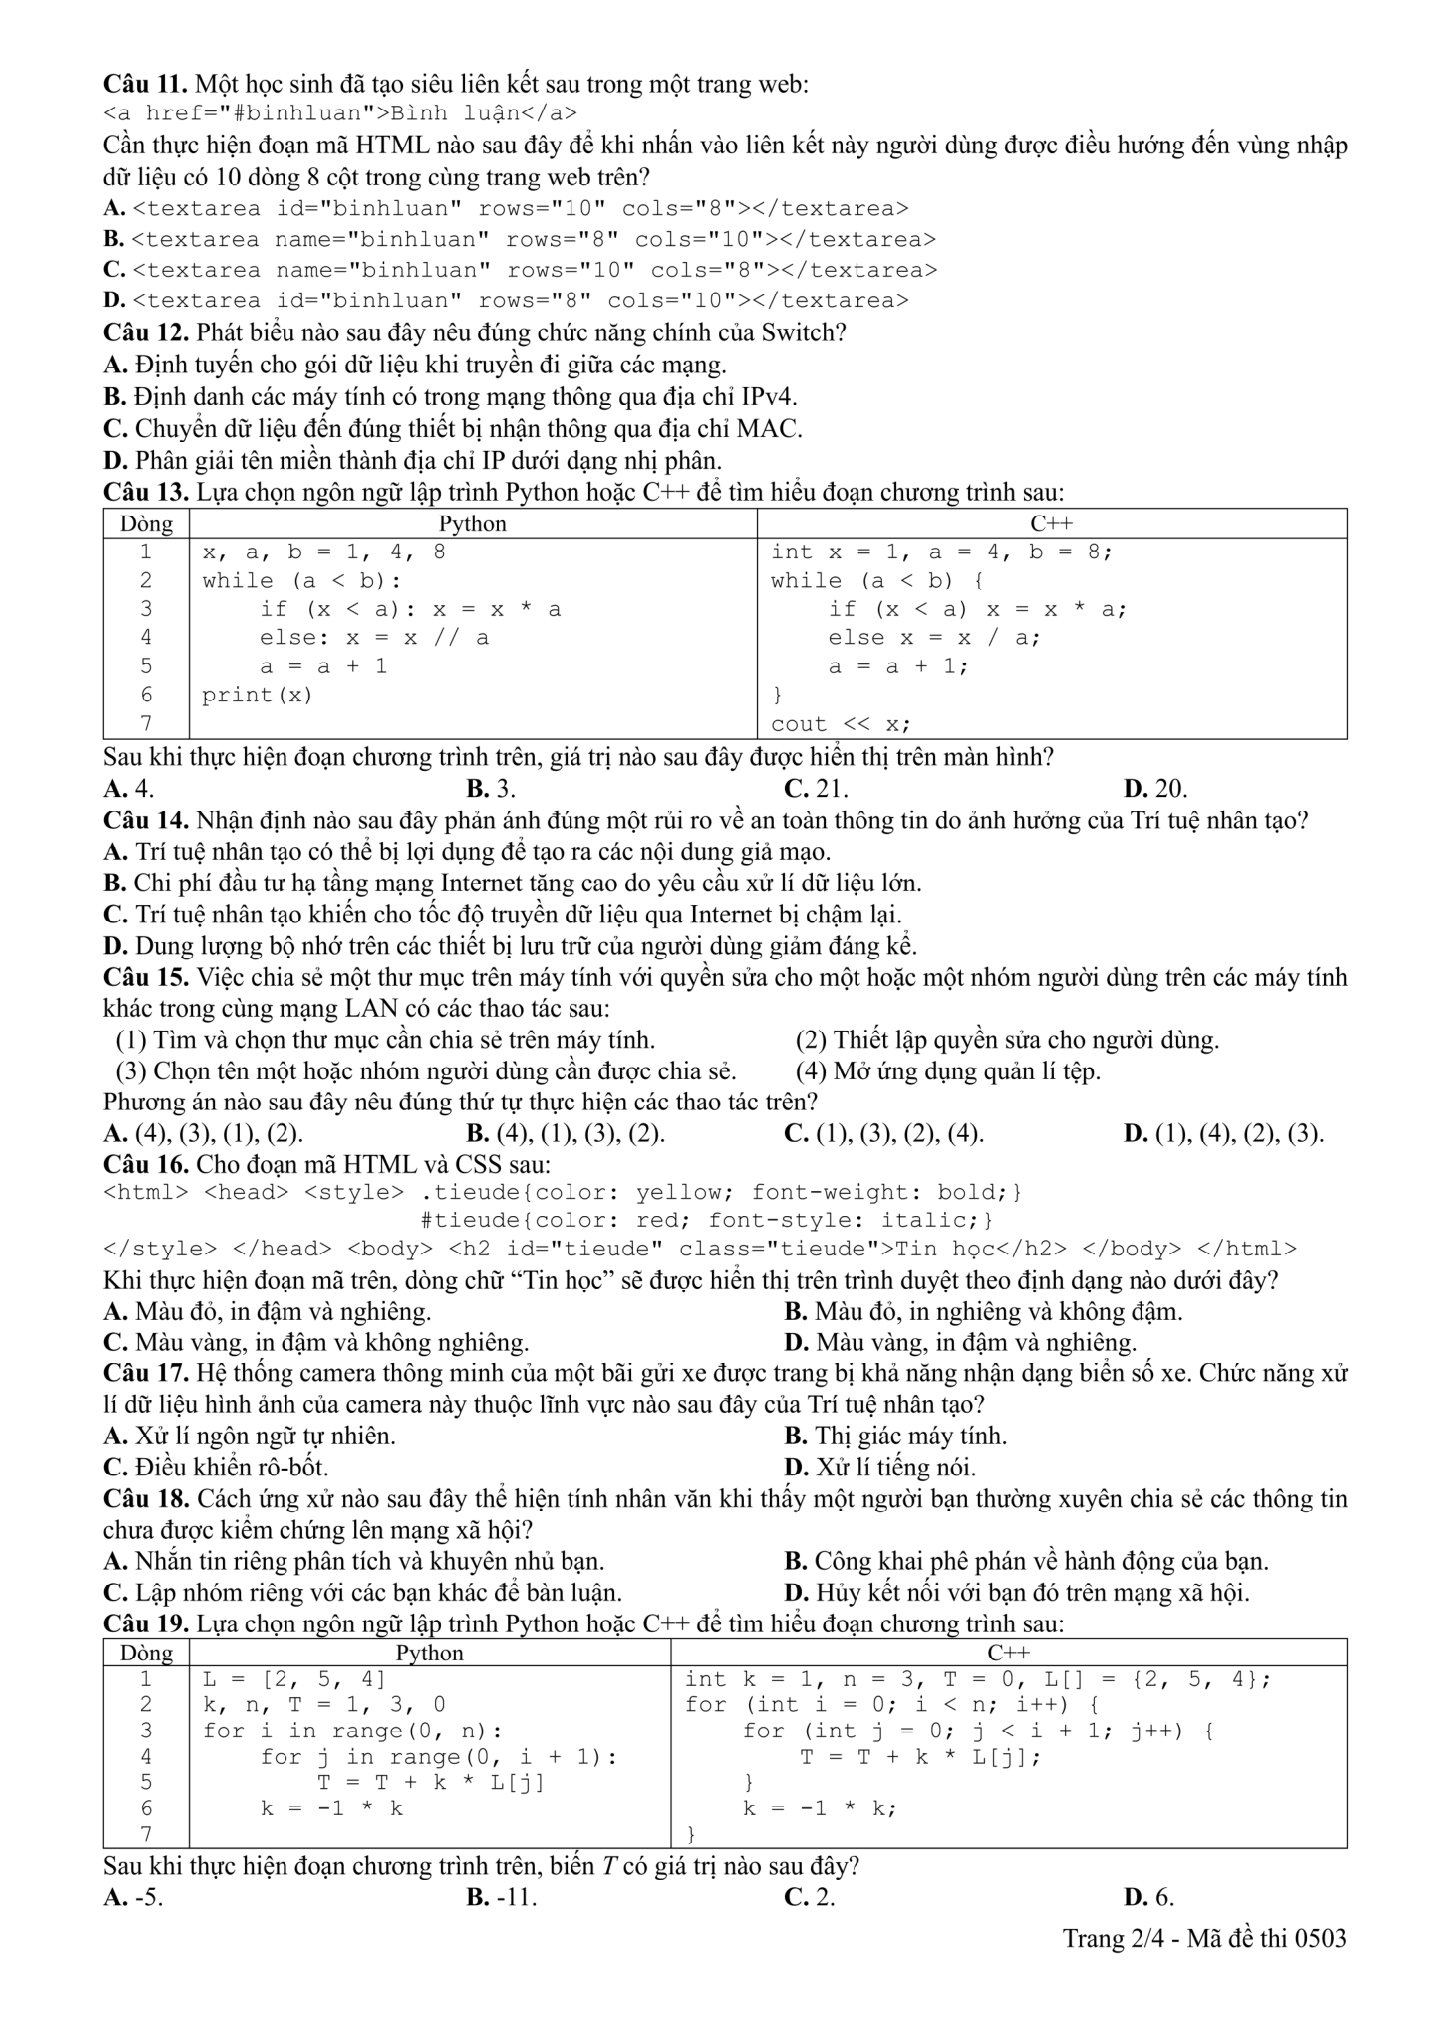 Câu 11. Một học sinh đã tạo siêu liên kết sau trong một trang web:
<a href="#binhluan">Bình luận</a>
Cần thực hiện đoạn mã HTML nào sau đây để khi nhấn vào liên kết này người dùng được điều hướng đến vùng nhập
dữ liệu có 10 dòng 8 cột trong cùng trang web trên?
A. <textarea id="binhluan" rows="10" cols="8"></textarea>
B. <textarea name="binhluan" rows="8" cols="10"></textarea>
C. <textarea name="binhluan" rows="10" cols="8"></textarea>
D. <textarea id="binhluan" rows="8" cols="10"></textarea>
Câu 12. Phát biểu nào sau đây nêu đúng chức năng chính của Switch?
A. Định tuyến cho gói dữ liệu khi truyền đi giữa các mạng.
B. Định danh các máy tính có trong mạng thông qua địa chỉ IPv4.
C. Chuyển dữ liệu đến đúng thiết bị nhận thông qua địa chỉ MAC.
D. Phân giải tên miền thành địa chỉ IP dưới dạng nhị phân.
Câu 13. Lựa chọn ngôn ngữ lập trình Python hoặc C++ để tìm hiểu đoạn chương trình sau:
Dòng Python C++
1 x, a, b = 1, 4, 8 int x = 1, a = 4, b = 8;
2 while (a < b): while (a < b) {
3 if (x < a): x = x * a if (x < a) x = x * a;
4 else: x = x // a else x = x / a;
5 a = a + 1 a = a + 1;
6 print(x) }
7 cout << x;
Sau khi thực hiện đoạn chương trình trên, giá trị nào sau đây được hiển thị trên màn hình?
A. 4. B. 3. C. 21. D. 20.
Câu 14. Nhận định nào sau đây phản ánh đúng một rủi ro về an toàn thông tin do ảnh hưởng của Trí tuệ nhân tạo?
A. Trí tuệ nhân tạo có thể bị lợi dụng để tạo ra các nội dung giả mạo.
B. Chi phí đầu tư hạ tầng mạng Internet tăng cao do yêu cầu xử lí dữ liệu lớn.
C. Trí tuệ nhân tạo khiến cho tốc độ truyền dữ liệu qua Internet bị chậm lại.
D. Dung lượng bộ nhớ trên các thiết bị lưu trữ của người dùng giảm đáng kể.
Câu 15. Việc chia sẻ một thư mục trên máy tính với quyền sửa cho một hoặc một nhóm người dùng trên các máy tính
khác trong cùng mạng LAN có các thao tác sau:
(1) Tìm và chọn thư mục cần chia sẻ trên máy tính. (2) Thiết lập quyền sửa cho người dùng.
(3) Chọn tên một hoặc nhóm người dùng cần được chia sẻ. (4) Mở ứng dụng quản lí tệp.
Phương án nào sau đây nêu đúng thứ tự thực hiện các thao tác trên?
A. (4), (3), (1), (2). B. (4), (1), (3), (2). C. (1), (3), (2), (4). D. (1), (4), (2), (3).
Câu 16. Cho đoạn mã HTML và CSS sau:
<html> <head> <style> .tieude{color: yellow; font-weight: bold;}
#tieude{color: red; font-style: italic;}
</style> </head> <body> <h2 id="tieude" class="tieude">Tin học</h2> </body> </html>
Khi thực hiện đoạn mã trên, dòng chữ “Tin học” sẽ được hiển thị trên trình duyệt theo định dạng nào dưới đây?
A. Màu đỏ, in đậm và nghiêng. B. Màu đỏ, in nghiêng và không đậm.
C. Màu vàng, in đậm và không nghiêng. D. Màu vàng, in đậm và nghiêng.
Câu 17. Hệ thống camera thông minh của một bãi gửi xe được trang bị khả năng nhận dạng biển số xe. Chức năng xử
lí dữ liệu hình ảnh của camera này thuộc lĩnh vực nào sau đây của Trí tuệ nhân tạo?
A. Xử lí ngôn ngữ tự nhiên. B. Thị giác máy tính.
C. Điều khiển rô-bốt. D. Xử lí tiếng nói.
Câu 18. Cách ứng xử nào sau đây thể hiện tính nhân văn khi thấy một người bạn thường xuyên chia sẻ các thông tin
chưa được kiểm chứng lên mạng xã hội?
A. Nhắn tin riêng phân tích và khuyên nhủ bạn. B. Công khai phê phán về hành động của bạn.
C. Lập nhóm riêng với các bạn khác để bàn luận. D. Hủy kết nối với bạn đó trên mạng xã hội.
Câu 19. Lựa chọn ngôn ngữ lập trình Python hoặc C++ để tìm hiểu đoạn chương trình sau:
Dòng Python C++
1 L = [2, 5, 4] int k = 1, n = 3, T = 0, L[] = {2, 5, 4};
2 k, n, T = 1, 3, 0 for (int i = 0; i < n; i++) {
3 for i in range(0, n): for (int j = 0; j < i + 1; j++) {
4 for j in range(0, i + 1): T = T + k * L[j];
5 T = T + k * L[j] }
6 k = -1 * k k = -1 * k;
7 }
Sau khi thực hiện đoạn chương trình trên, biến T có giá trị nào sau đây?
A. -5. B. -11. C. 2. D. 6.
Trang 2/4 - Mã đề thi 0503